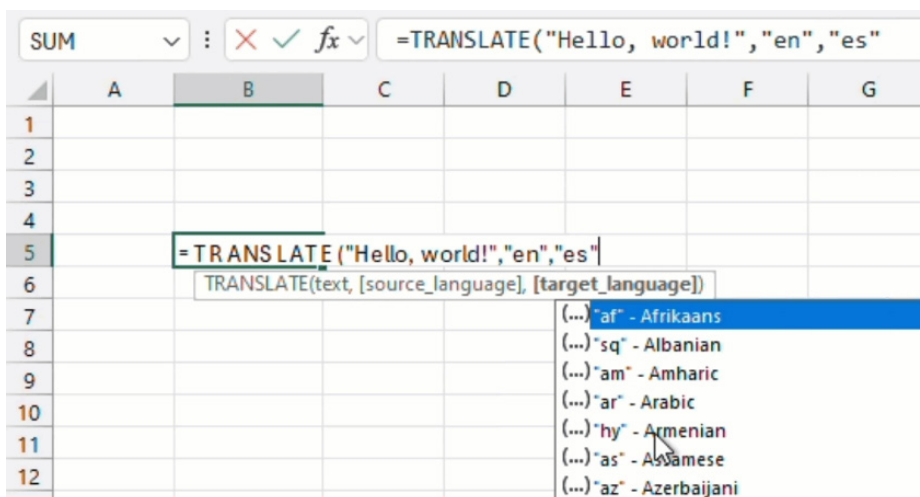 SUM fx =TRANSLATE("Hello, world!","en","es"
A B C D E F G
1
2
3
4
5 =TRANSLATE("Hello, world!","en","es"
6 TRANSLATE(text, [source_language], [target_language])
7 (...) "af" - Afrikaans
8 (...) "sq" - Albanian
9 (...) "am" - Amharic
10 (...) "ar" - Arabic
11 (...) "hy" - Armenian
12 (...) "as" - Assamese
(...) "az" - Azerbaijani